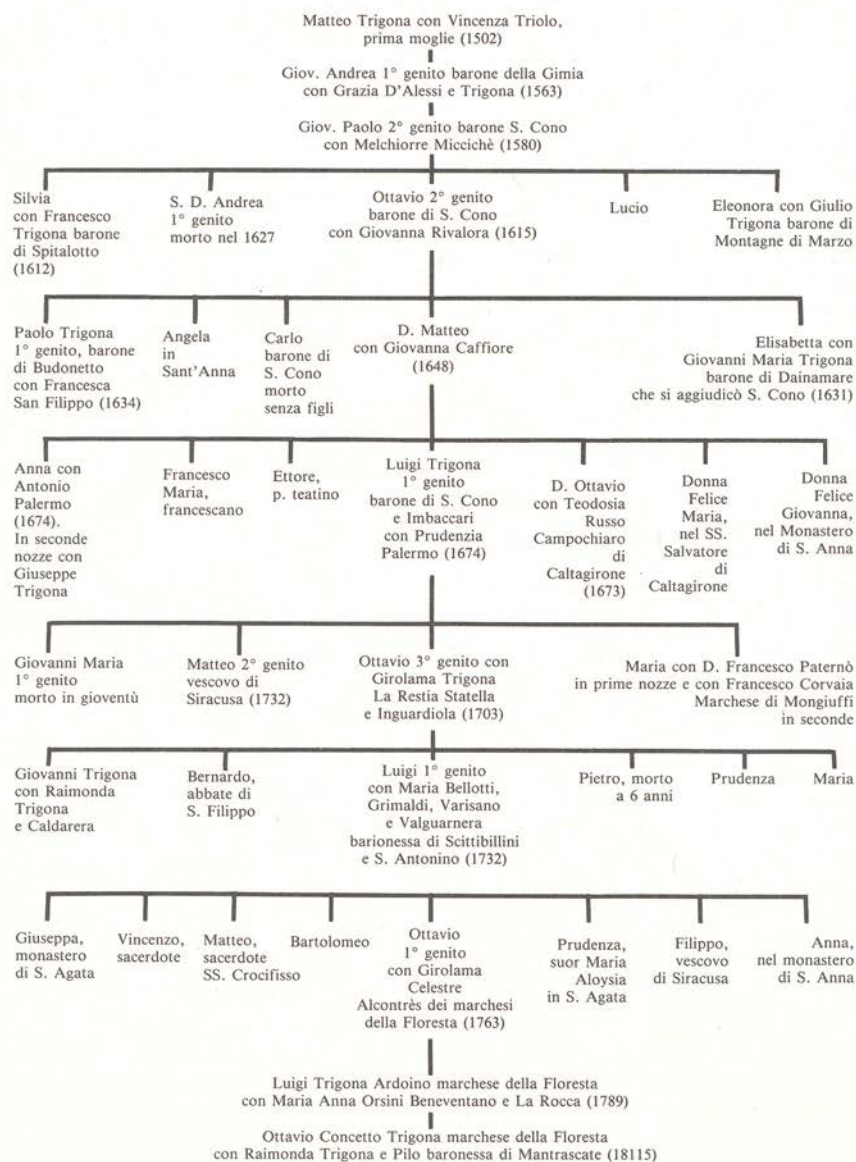 Matteo Trigona con Vincenza Triolo,
prima moglie (1502)
Giov. Andrea 1° genito barone della Gimia
con Grazia D'Alessi e Trigona (1563)
Giov. Paolo 2° genito barone S. Cono
con Melchiorre Miccichè (1580)
Silvia
con Francesco
Trigona barone
di Spitalotto
(1612)
S. D. Andrea
1° genito
morto nel 1627
Ottavio 2° genito
barone di S. Cono
con Giovanna Rivalora (1615)
Lucio
Eleonora con Giulio
Trigona barone di
Montagne di Marzo
Paolo Trigona
1° genito, barone
di Budonetto
con Francesca
San Filippo (1634)
Angela
in
Sant'Anna
Carlo
barone di
S. Cono
morto
senza figli
D. Matteo
con Giovanna Caffiore
(1648)
Elisabetta con
Giovanni Maria Trigona
barone di Dainamare
che si aggiudicò S. Cono (1631)
Anna con
Antonio
Palermo
(1674).
In seconde
nozze con
Giuseppe
Trigona
Francesco
Maria,
francescano
Ettore,
p. teatino
Luigi Trigona
1° genito
barone di S. Cono
e Imbaccari
con Prudenzia
Palermo (1674)
D. Ottavio
con Teodosia
Russo
Campochiaro
di
Caltagirone
(1673)
Donna
Felice
Maria,
nel SS.
Salvatore
di
Caltagirone
Donna
Felice
Giovanna,
nel Monastero
di S. Anna
Giovanni Maria
1° genito
morto in gioventù
Matteo 2° genito
vescovo di
Siracusa (1732)
Ottavio 3° genito con
Girolama Trigona
La Restia Statella
e Inguardiola (1703)
Maria con D. Francesco Paternò
in prime nozze e con Francesco Corvaia
Marchese di Mongiuffi
in seconde
Giovanni Trigona
con Raimonda
Trigona
e Caldarera
Bernardo,
abbate di
S. Filippo
Luigi 1° genito
con Maria Bellotti,
Grimaldi, Varisano
e Valguarnera
barionessa di Scittibillini
e S. Antonino (1732)
Pietro, morto
a 6 anni
Prudenza
Maria
Giuseppa,
monastero
di S. Agata
Vincenzo,
sacerdote
Matteo,
sacerdote
SS. Crocifisso
Bartolomeo
Ottavio
1° genito
con Girolama
Celestre
Alcontrès dei marchesi
della Floresta (1763)
Prudenza,
suor Maria
Aloysia
in S. Agata
Filippo,
vescovo
di Siracusa
Anna,
nel monastero
di S. Anna
Luigi Trigona Ardoino marchese della Floresta
con Maria Anna Orsini Beneventano e La Rocca (1789)
Ottavio Concetto Trigona marchese della Floresta
con Raimonda Trigona e Pilo baronessa di Mantrascate (18115)